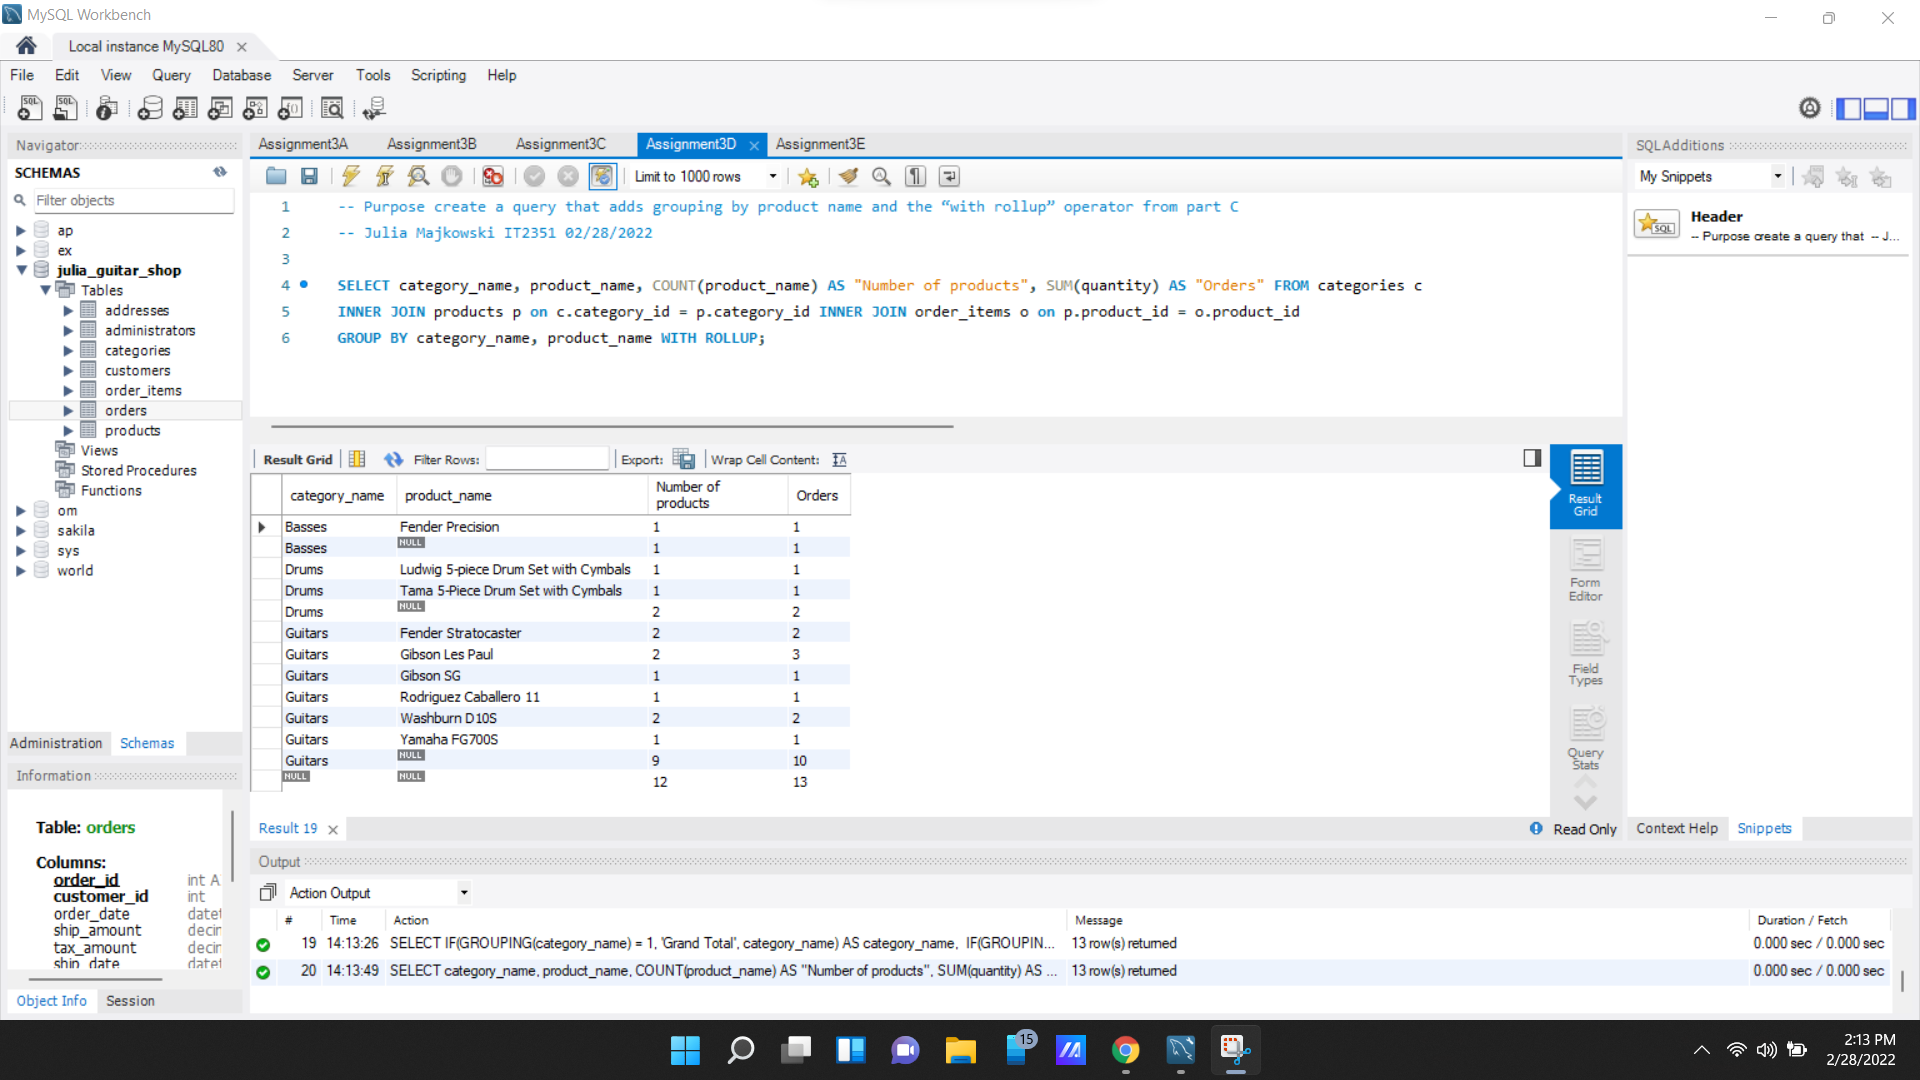 MySQL Workbench
Local instance MySQL80
File Edit View Query Database Server Tools Scripting Help
Navigator
SCHEMAS
Filter objects
ap
ex
julia_guitar_shop
Tables
addresses
administrators
categories
customers
order_items
orders
products
Views
Stored Procedures
Functions
om
sakila
sys
world
Administration Schemas
Information
Table: orders
Columns:
order_id int A
customer_id int
order_date datet
ship_amount decir
tax_amount decir
ship_date datet
Object Info Session
Assignment3A Assignment3B Assignment3C Assignment3D Assignment3E
Limit to 1000 rows
1 -- Purpose create a query that adds grouping by product name and the “with rollup” operator from part C
2 -- Julia Majkowski IT2351 02/28/2022
3
4 SELECT category_name, product_name, COUNT(product_name) AS "Number of products", SUM(quantity) AS "Orders" FROM categories c
5 INNER JOIN products p on c.category_id = p.category_id INNER JOIN order_items o on p.product_id = o.product_id
6 GROUP BY category_name, product_name WITH ROLLUP;
Result Grid Filter Rows: Export: Wrap Cell Content:
category_name product_name Number of products Orders
Basses Fender Precision 1 1
Basses NULL 1 1
Drums Ludwig 5-piece Drum Set with Cymbals 1 1
Drums Tama 5-Piece Drum Set with Cymbals 1 1
Drums NULL 2 2
Guitars Fender Stratocaster 2 2
Guitars Gibson Les Paul 2 3
Guitars Gibson SG 1 1
Guitars Rodriguez Caballero 11 1 1
Guitars Washburn D10S 2 2
Guitars Yamaha FG700S 1 1
Guitars NULL 9 10
NULL NULL 12 13
Result Grid
Form Editor
Field Types
Query Stats
Result 19
Read Only
Output
Action Output
# Time Action Message Duration / Fetch
19 14:13:26 SELECT IF(GROUPING(category_name) = 1, 'Grand Total', category_name) AS category_name, IF(GROUPIN... 13 row(s) returned 0.000 sec / 0.000 sec
20 14:13:49 SELECT category_name, product_name, COUNT(product_name) AS "Number of products", SUM(quantity) AS ... 13 row(s) returned 0.000 sec / 0.000 sec
SQLAdditions
My Snippets
SQL
Header
-- Purpose create a query that -- J...
Context Help Snippets
15
2:13 PM
2/28/2022